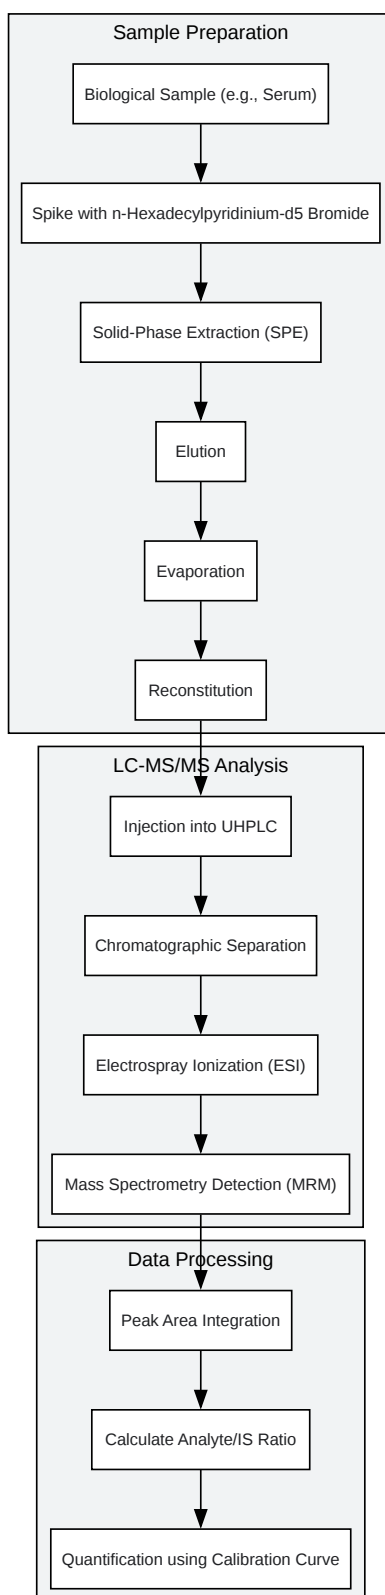 Sample Preparation
Biological Sample (e.g., Serum)
Spike with n-Hexadecylpyridinium-d5 Bromide
Solid-Phase Extraction (SPE)
Elution
Evaporation
Reconstitution
LC-MS/MS Analysis
Injection into UHPLC
Chromatographic Separation
Electrospray Ionization (ESI)
Mass Spectrometry Detection (MRM)
Data Processing
Peak Area Integration
Calculate Analyte/IS Ratio
Quantification using Calibration Curve